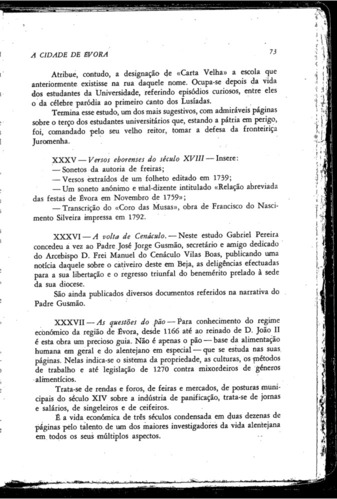 A CIDADE DE ÉVORA
73
Atribue, contudo, a designação de «Carta Velha» a escola que
anteriormente existisse na rua daquele nome. Ocupa-se depois da vida
dos estudantes da Universidade, referindo episódios curiosos, entre eles
o da célebre paródia ao primeiro canto dos Lusíadas.
Termina esse estudo, um dos mais sugestivos, com admiráveis páginas
sobre o terço dos estudantes universitários que, estando a pátria em perigo,
foi, comandado pelo seu velho reitor, tomar a defesa da fronteiriça
Juromenha.
XXXV — Versos eborenses do século XVIII — Insere:
— Sonetos da autoria de freiras;
— Versos extraídos de um folheto editado em 1739;
— Um soneto anónimo e mal-dizente intitulado «Relação abreviada
das festas de Évora em Novembro de 1759»;
— Transcrição do «Coro das Musas», obra de Francisco do Nasci-
mento Silveira impressa em 1792.
XXXVI — A volta de Cenáculo. — Neste estudo Gabriel Pereira
concedeu a vez ao Padre José Jorge Gusmão, secretário e amigo dedicado
do Arcebispo D. Frei Manuel do Cenáculo Vilas Boas, publicando uma
notícia daquele sobre o cativeiro deste em Beja, as deligências efectuadas
para a sua libertação e o regresso triunfal do benemérito prelado à sede
da sua diocese.
São ainda publicados diversos documentos referidos na narrativa do
Padre Gusmão.
XXXVII — As questões do pão — Para conhecimento do regime
económico da região de Évora, desde 1166 até ao reinado de D. João II
é esta obra um precioso guia. Não é apenas o pão — base da alimentação
humana em geral e do alentejano em especial — que se estuda nas suas
páginas. Nelas indica-se o sistema da propriedade, as culturas, os métodos
de trabalho e até legislação de 1270 contra mixordeiros de géneros
alimentícios.
Trata-se de rendas e foros, de feiras e mercados, de posturas muni-
cipais do século XIV sobre a indústria de panificação, trata-se de jornas
e salários, de singeleiros e de ceifeiros.
É a vida económica de três séculos condensada em duas dezenas de
páginas pelo talento de um dos maiores investigadores da vida alentejana
em todos os seus múltiplos aspectos.